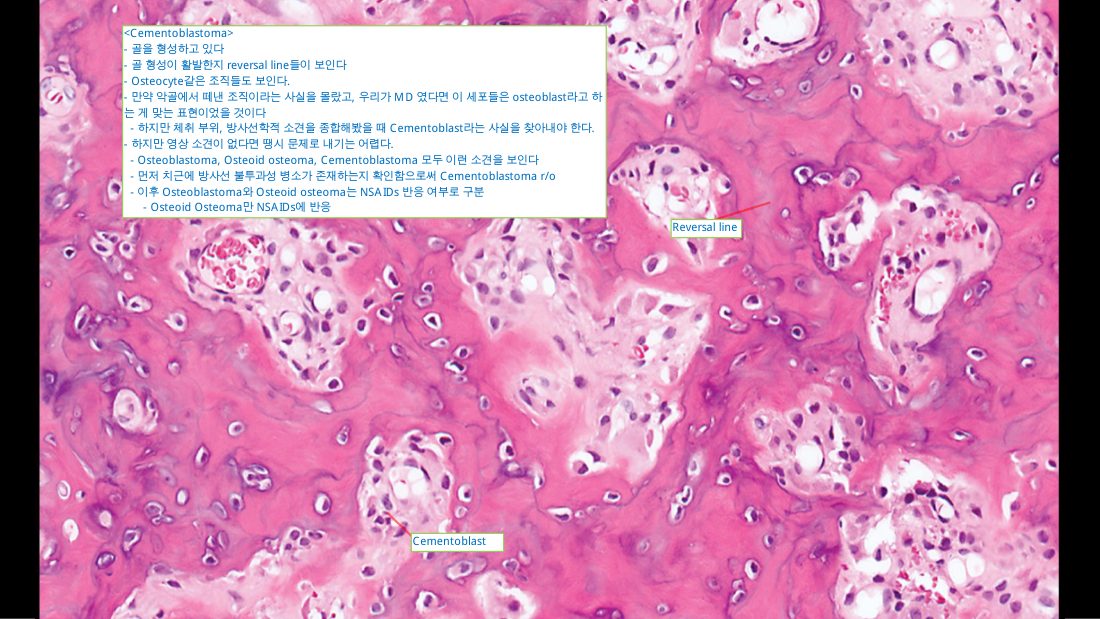 <Cementoblastoma>
- 골을 형성하고 있다
- 골 형성이 활발한지 reversal line들이 보인다
- Osteocyte같은 조직들도 보인다.
- 만약 악골에서 떼낸 조직이라는 사실을 몰랐고, 우리가 MD 였다면 이 세포들은 osteoblast라고 하
는 게 맞는 표현이었을 것이다
- 하지만 체취 부위, 방사선학적 소견을 종합해봤을 때 Cementoblast라는 사실을 찾아내야 한다.
- 하지만 영상 소견이 없다면 땡시 문제로 내기는 어렵다.
- Osteoblastoma, Osteoid osteoma, Cementoblastoma 모두 이런 소견을 보인다
- 먼저 치근에 방사선 불투과성 병소가 존재하는지 확인함으로써 Cementoblastoma r/o
- 이후 Osteoblastoma와 Osteoid osteoma는 NSAIDs 반응 여부로 구분
- Osteoid Osteoma만 NSAIDs에 반응
Reversal line
Cementoblast